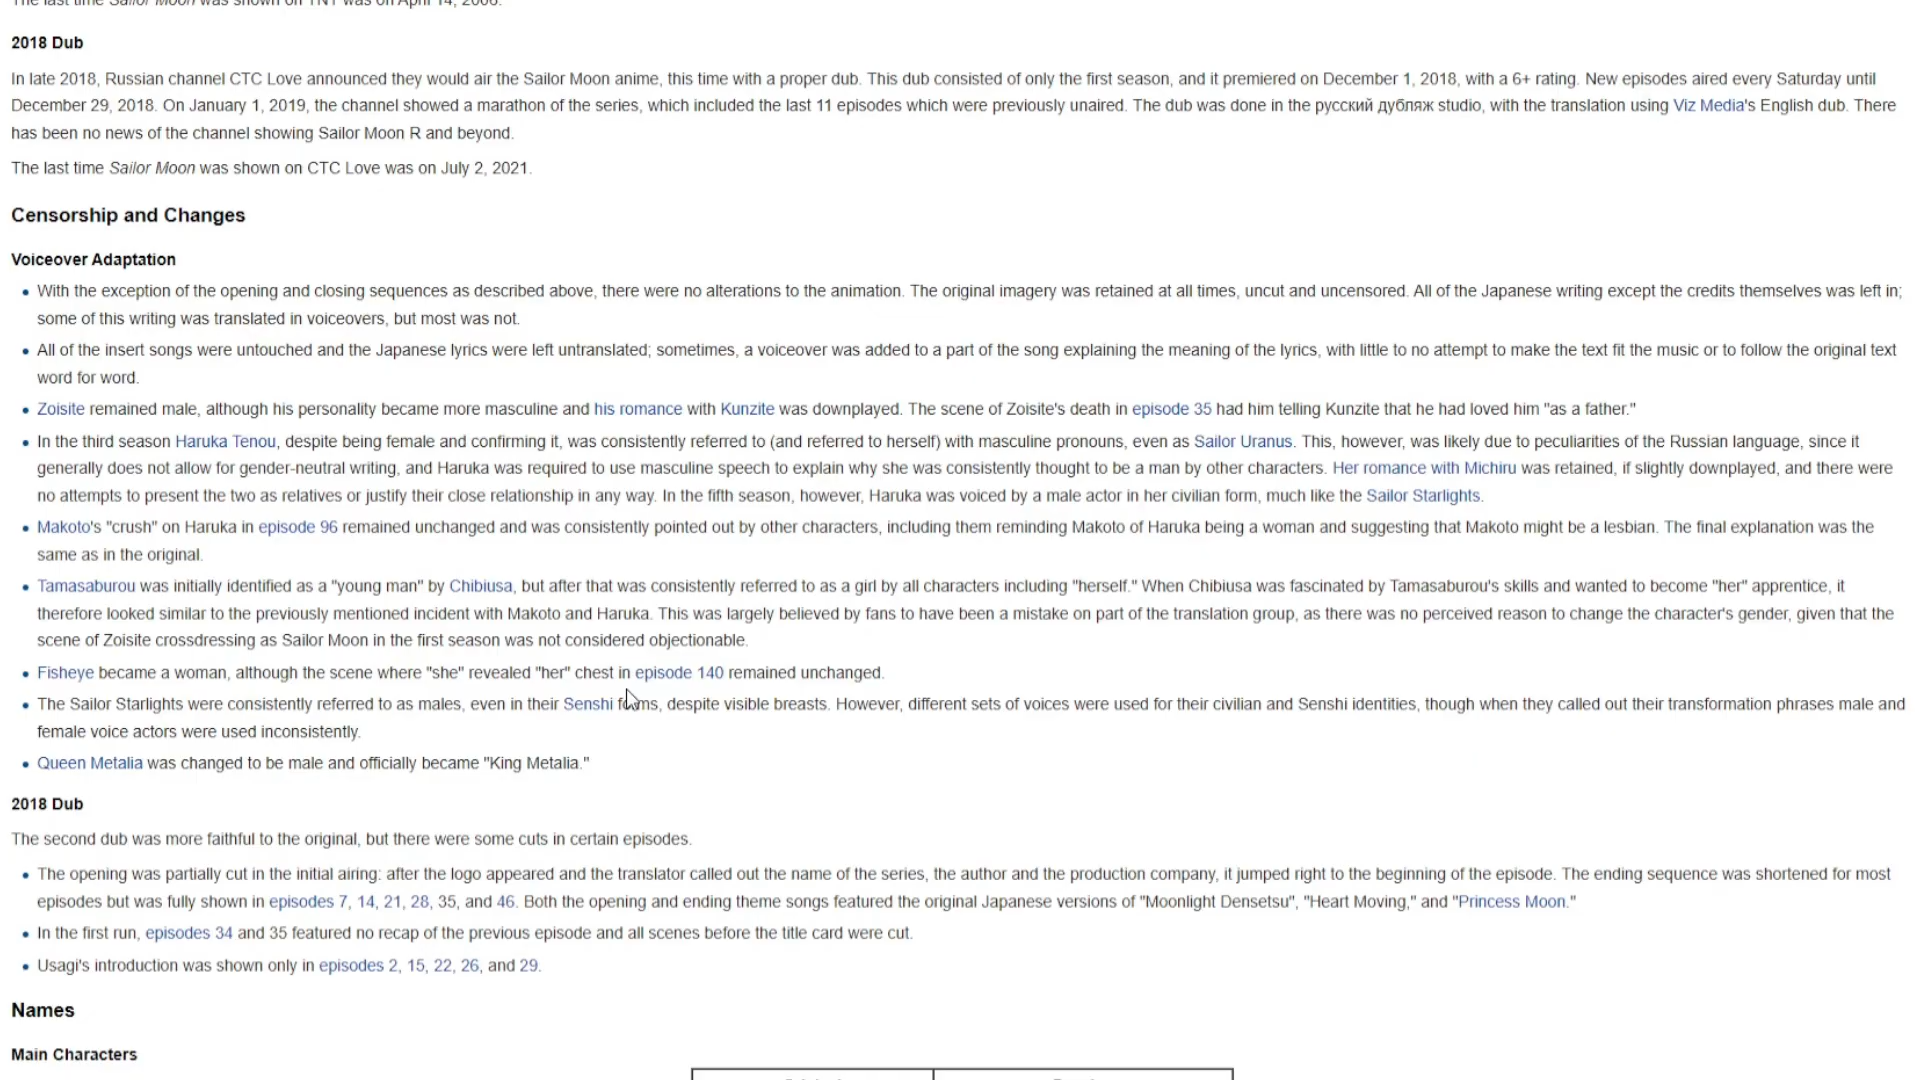 The last time Sailor Moon was shown on TNT was on April 14, 2006.
2018 Dub
In late 2018, Russian channel CTC Love announced they would air the Sailor Moon anime, this time with a proper dub. This dub consisted of only the first season, and it premiered on December 1, 2018, with a 6+ rating. New episodes aired every Saturday until
December 29, 2018. On January 1, 2019, the channel showed a marathon of the series, which included the last 11 episodes which were previously unaired. The dub was done in the русский дубляж studio, with the translation using Viz Media's English dub. There
has been no news of the channel showing Sailor Moon R and beyond.
The last time Sailor Moon was shown on CTC Love was on July 2, 2021.
Censorship and Changes
Voiceover Adaptation
With the exception of the opening and closing sequences as described above, there were no alterations to the animation. The original imagery was retained at all times, uncut and uncensored. All of the Japanese writing except the credits themselves was left in;
some of this writing was translated in voiceovers, but most was not.
All of the insert songs were untouched and the Japanese lyrics were left untranslated; sometimes, a voiceover was added to a part of the song explaining the meaning of the lyrics, with little to no attempt to make the text fit the music or to follow the original text
word for word.
Zoisite remained male, although his personality became more masculine and his romance with Kunzite was downplayed. The scene of Zoisite's death in episode 35 had him telling Kunzite that he had loved him "as a father."
In the third season Haruka Tenou, despite being female and confirming it, was consistently referred to (and referred to herself) with masculine pronouns, even as Sailor Uranus. This, however, was likely due to peculiarities of the Russian language, since it
generally does not allow for gender-neutral writing, and Haruka was required to use masculine speech to explain why she was consistently thought to be a man by other characters. Her romance with Michiru was retained, if slightly downplayed, and there were
no attempts to present the two as relatives or justify their close relationship in any way. In the fifth season, however, Haruka was voiced by a male actor in her civilian form, much like the Sailor Starlights.
Makoto's "crush" on Haruka in episode 96 remained unchanged and was consistently pointed out by other characters, including them reminding Makoto of Haruka being a woman and suggesting that Makoto might be a lesbian. The final explanation was the
same as in the original.
Tamasaburou was initially identified as a "young man" by Chibiusa, but after that was consistently referred to as a girl by all characters including "herself." When Chibiusa was fascinated by Tamasaburou's skills and wanted to become "her" apprentice, it
therefore looked similar to the previously mentioned incident with Makoto and Haruka. This was largely believed by fans to have been a mistake on part of the translation group, as there was no perceived reason to change the character's gender, given that the
scene of Zoisite crossdressing as Sailor Moon in the first season was not considered objectionable.
Fisheye became a woman, although the scene where "she" revealed "her" chest in episode 140 remained unchanged.
The Sailor Starlights were consistently referred to as males, even in their Senshi forms, despite visible breasts. However, different sets of voices were used for their civilian and Senshi identities, though when they called out their transformation phrases male and
female voice actors were used inconsistently.
Queen Metalia was changed to be male and officially became "King Metalia."
2018 Dub
The second dub was more faithful to the original, but there were some cuts in certain episodes.
The opening was partially cut in the initial airing: after the logo appeared and the translator called out the name of the series, the author and the production company, it jumped right to the beginning of the episode. The ending sequence was shortened for most
episodes but was fully shown in episodes 7, 14, 21, 28, 35, and 46. Both the opening and ending theme songs featured the original Japanese versions of "Moonlight Densetsu", "Heart Moving," and "Princess Moon."
In the first run, episodes 34 and 35 featured no recap of the previous episode and all scenes before the title card were cut.
Usagi's introduction was shown only in episodes 2, 15, 22, 26, and 29.
Names
Main Characters